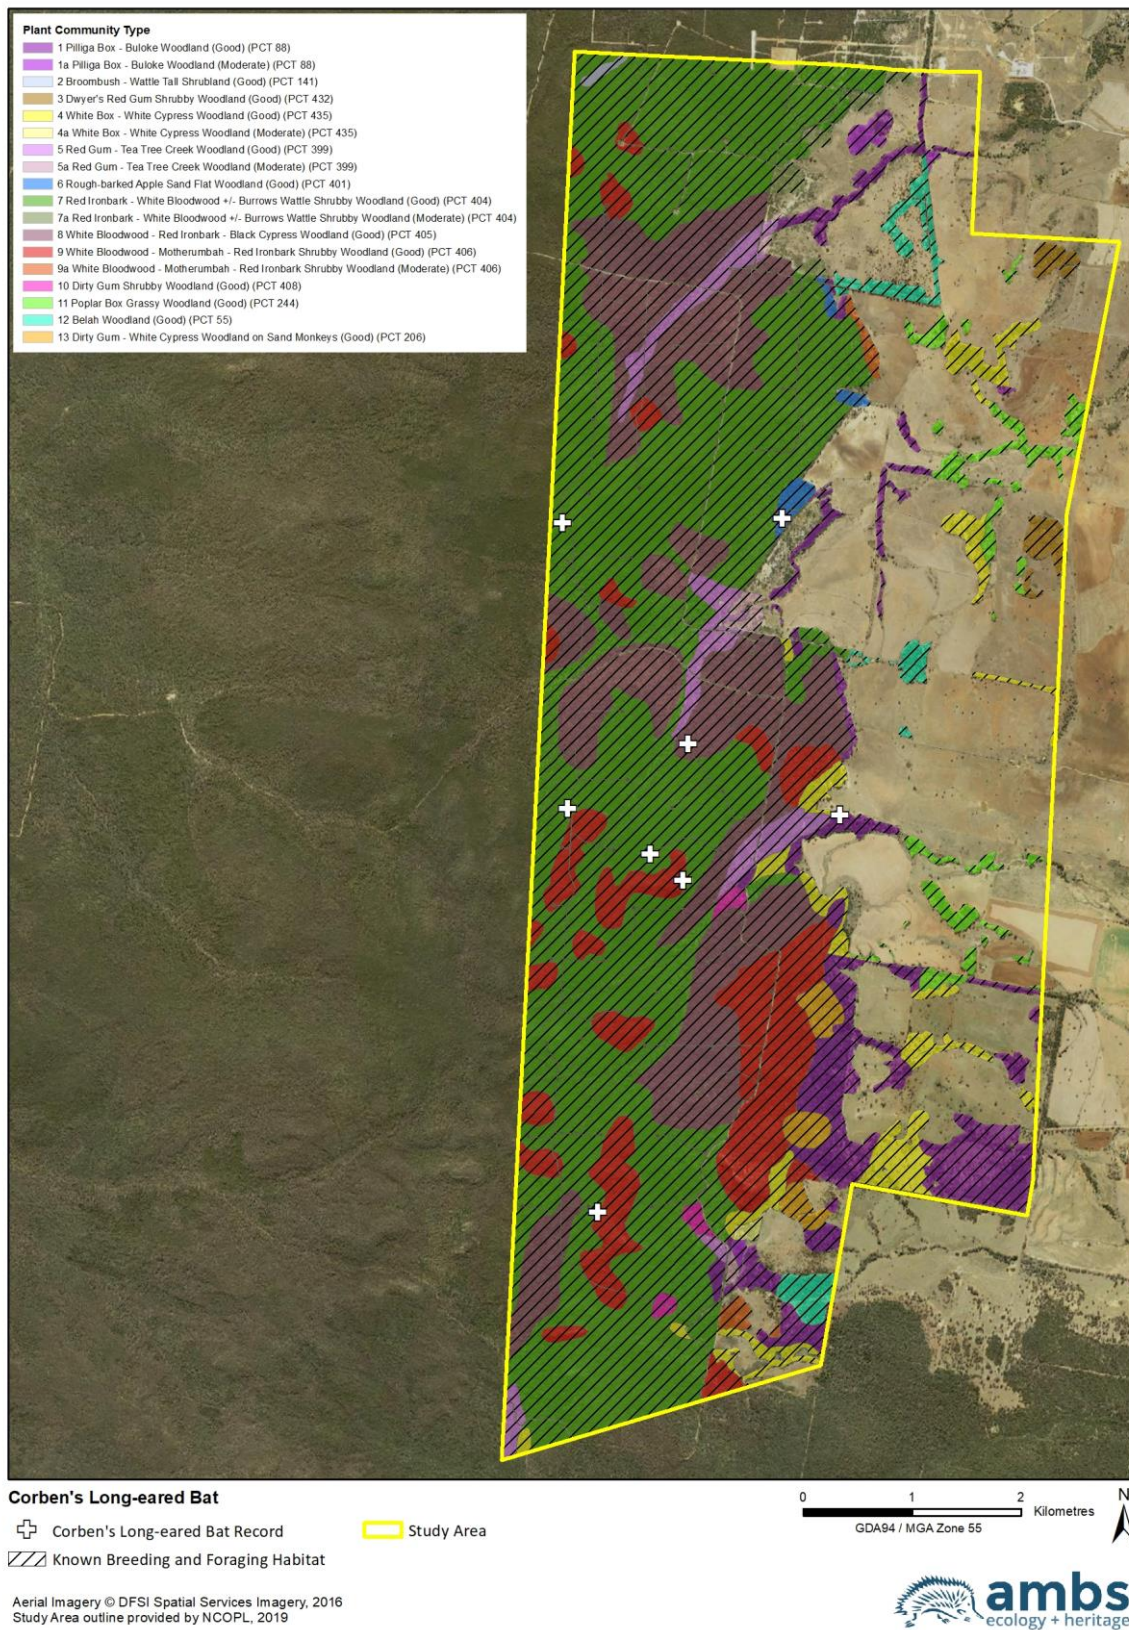 Plant Community Type
1 Pilliga Box - Buloke Woodland (Good) (PCT 88)
1a Pilliga Box - Buloke Woodland (Moderate) (PCT 88)
2 Broombush - Wattle Tall Shrubland (Good) (PCT 141)
3 Dwyer's Red Gum Shrubby Woodland (Good) (PCT 432)
4 White Box - White Cypress Woodland (Good) (PCT 435)
4a White Box - White Cypress Woodland (Moderate) (PCT 435)
5 Red Gum - Tea Tree Creek Woodland (Good) (PCT 399)
5a Red Gum - Tea Tree Creek Woodland (Moderate) (PCT 399)
6 Rough-barked Apple Sand Flat Woodland (Good) (PCT 401)
7 Red Ironbark - White Bloodwood +/- Burrows Wattle Shrubby Woodland (Good) (PCT 404)
7a Red Ironbark - White Bloodwood +/- Burrows Wattle Shrubby Woodland (Moderate) (PCT 404)
8 White Bloodwood - Red Ironbark - Black Cypress Woodland (Good) (PCT 405)
9 White Bloodwood - Motherumbah - Red Ironbark Shrubby Woodland (Good) (PCT 406)
9a White Bloodwood - Motherumbah - Red Ironbark Shrubby Woodland (Moderate) (PCT 406)
10 Dirty Gum Shrubby Woodland (Good) (PCT 408)
11 Poplar Box Grassy Woodland (Good) (PCT 244)
12 Belah Woodland (Good) (PCT 55)
13 Dirty Gum - White Cypress Woodland on Sand Monkeys (Good) (PCT 206)
Corben's Long-eared Bat
Corben's Long-eared Bat Record
Study Area
Known Breeding and Foraging Habitat
0 1 2 Kilometres
GDA94 / MGA Zone 55
N
Aerial Imagery © DFSI Spatial Services Imagery, 2016
Study Area outline provided by NCOPL, 2019
ambs
ecology + heritage